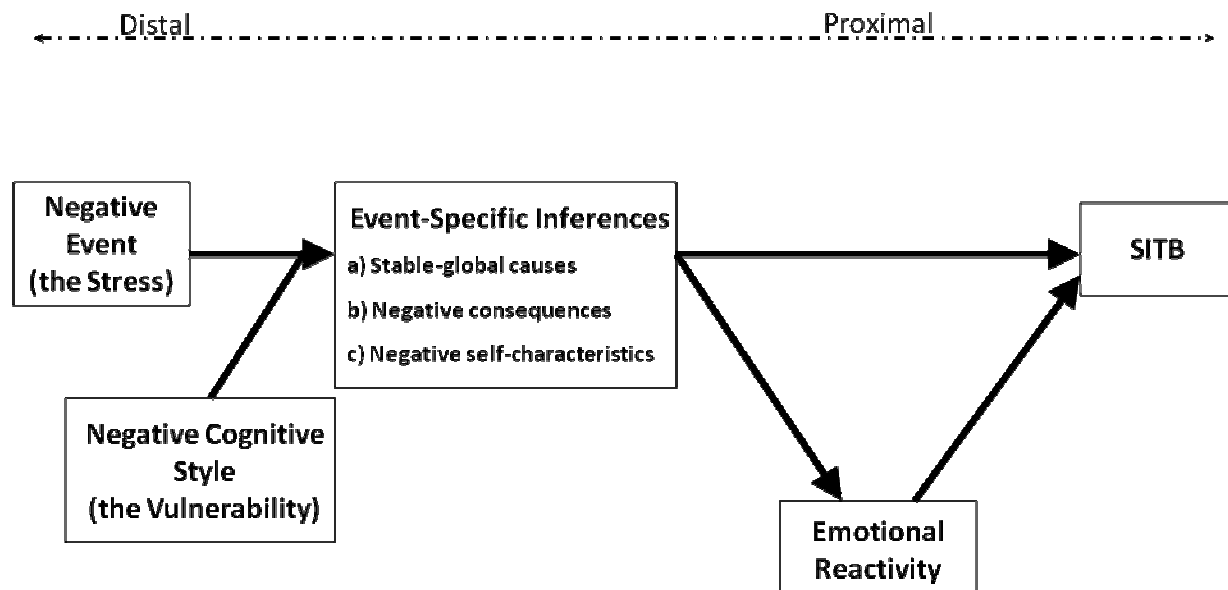 Distal
Proximal
Negative
Event
(the Stress)
Event-Specific Inferences
a) Stable-global causes
b) Negative consequences
c) Negative self-characteristics
SITB
Negative Cognitive
Style
(the Vulnerability)
Emotional
Reactivity